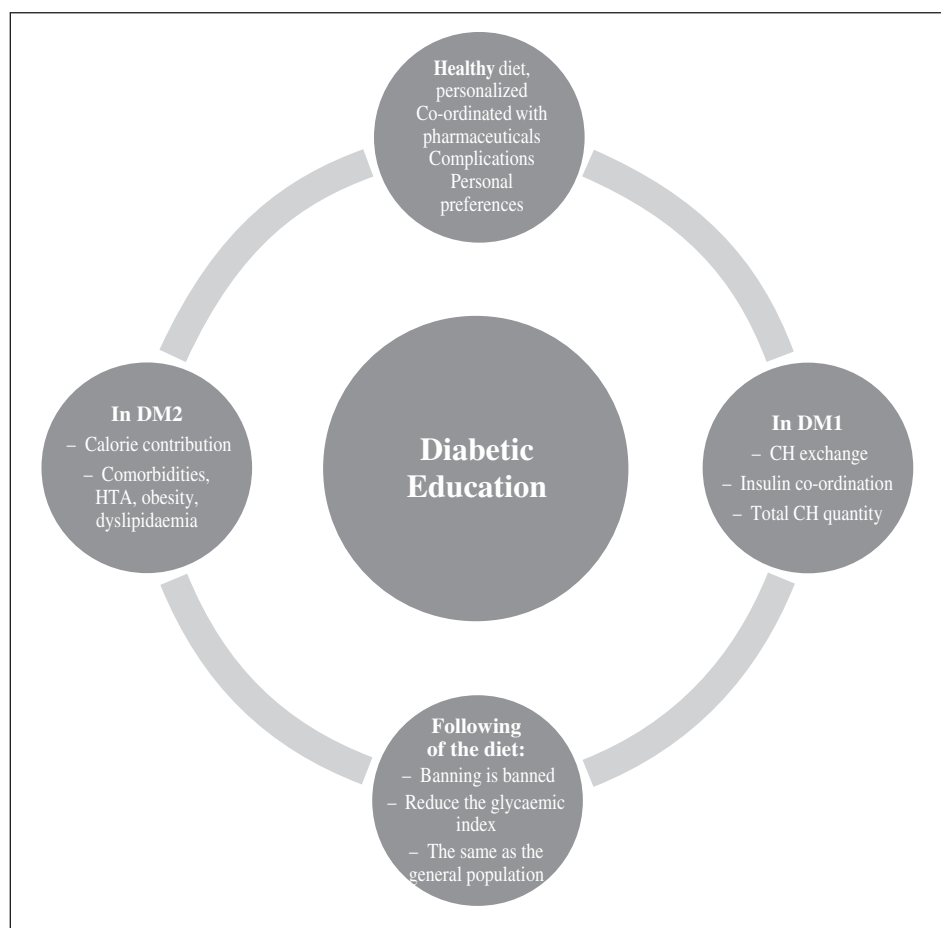 Healthy diet,
personalized
Co-ordinated with
pharmaceuticals
Complications
Personal
preferences
In DM2
– Calorie contribution
– Comorbidities,
HTA, obesity,
dyslipidaemia
Diabetic
Education
In DM1
– CH exchange
– Insulin co-ordination
– Total CH quantity
Following
of the diet:
– Banning is banned
– Reduce the glycaemic
index
– The same as the
general population